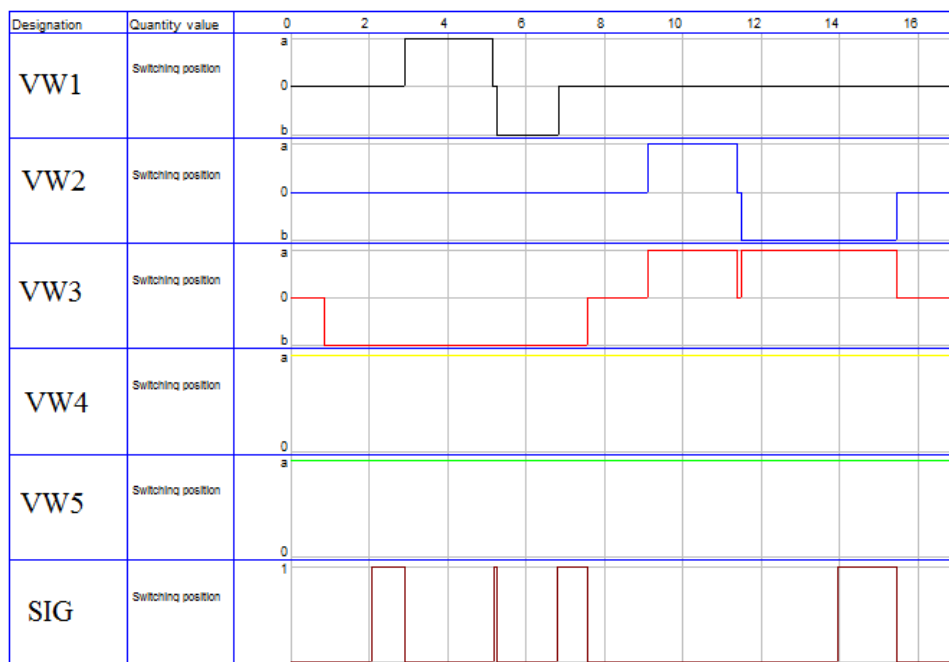 Designation Quantity value 0 2 4 6 8 10 12 14 16
a
VW1 Switching position
0
b
a
VW2 Switching position
0
b
a
VW3 Switching position
0
b
a
VW4 Switching position
0
a
VW5 Switching position
0
1
SIG Switching position